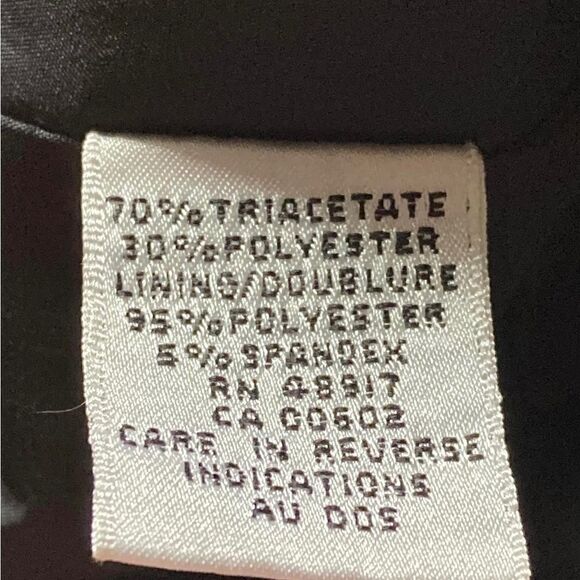 70% TRIACETATE
30% POLYESTER
LINING/DOUBLURE
95% POLYESTER
5% SPANDEX
RN 48917
CA 00602
CARE IN REVERSE
INDICATIONS
AU DOS